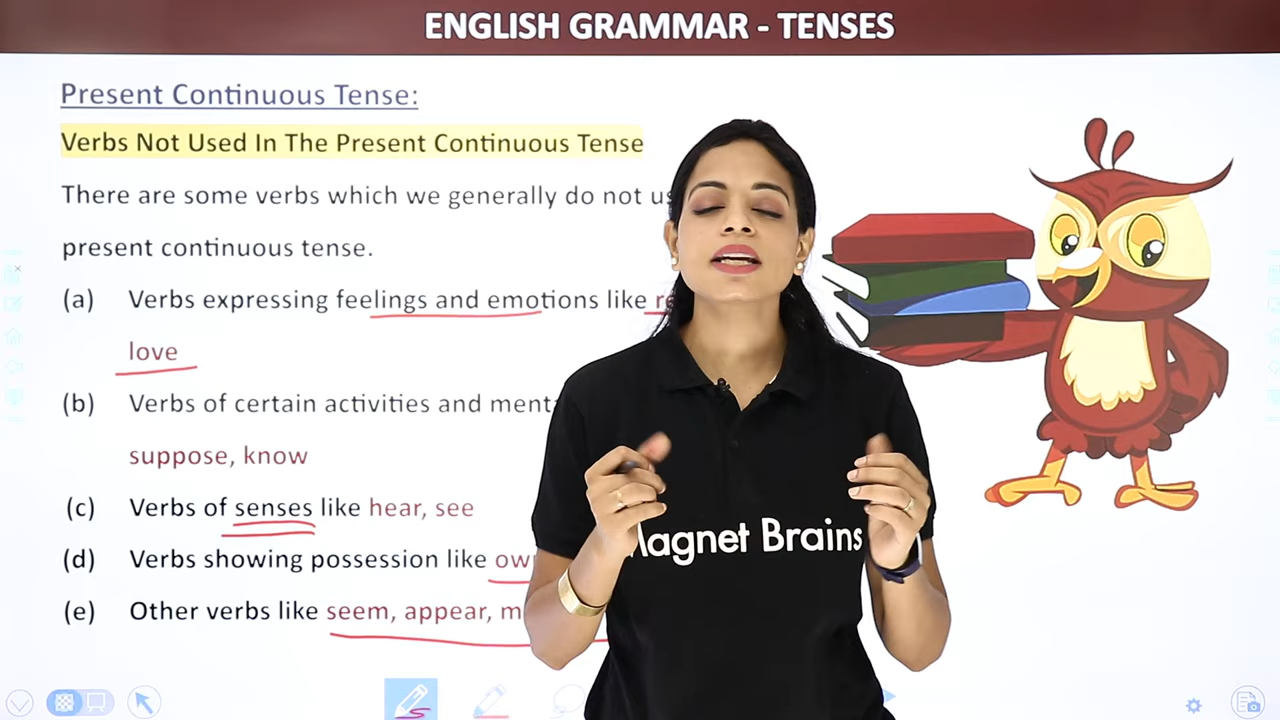 ENGLISH GRAMMAR - TENSES
Present Continuous Tense:
Verbs Not Used In The Present Continuous Tense
There are some verbs which we generally do not
present continuous tense.
(a) Verbs expressing feelings and emotions like
love
(b) Verbs of certain activities and
suppose, know
(c) Verbs of senses like hear, see
(d) Verbs showing possession like
(e) Other verbs like seem, appear,
Magnet Brains